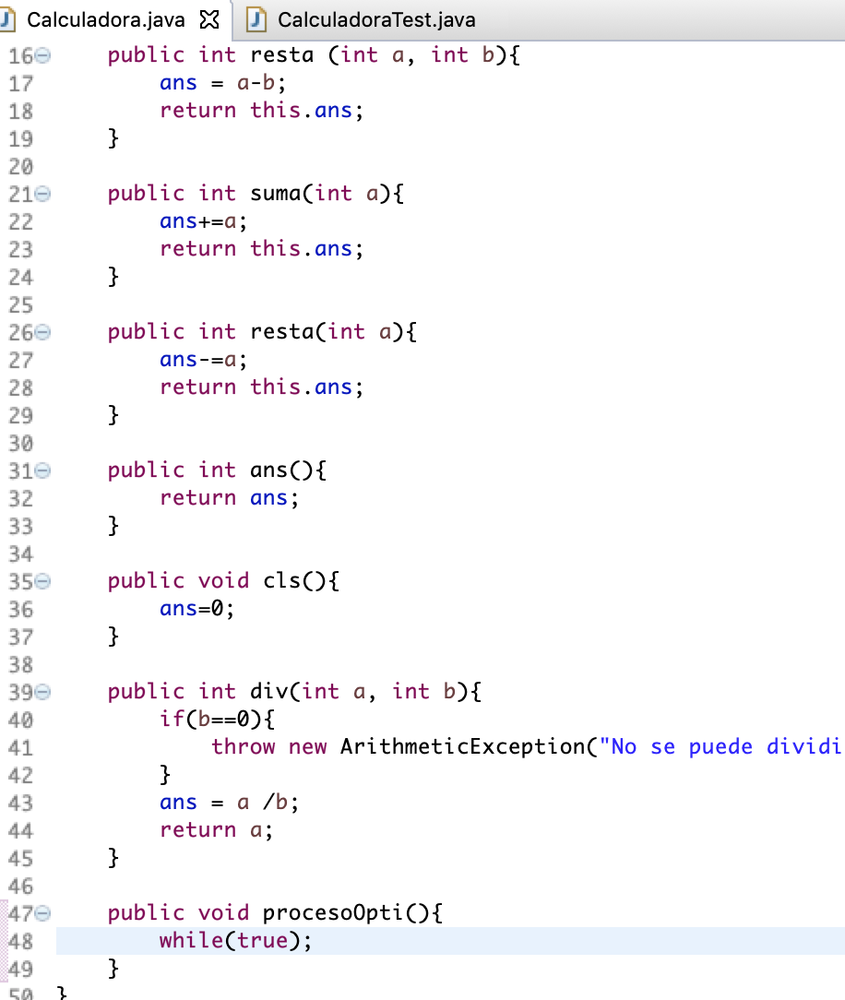 Calculadora.java CalculadoraTest.java
16 public int resta (int a, int b){
17 ans = a-b;
18 return this.ans;
19 }
20
21 public int suma(int a){
22 ans+=a;
23 return this.ans;
24 }
25
26 public int resta(int a){
27 ans-=a;
28 return this.ans;
29 }
30
31 public int ans(){
32 return ans;
33 }
34
35 public void cls(){
36 ans=0;
37 }
38
39 public int div(int a, int b){
40 if(b==0){
41 throw new ArithmeticException("No se puede dividi
42 }
43 ans = a /b;
44 return a;
45 }
46
47 public void procesoOpti(){
48 while(true);
49 }
50 }